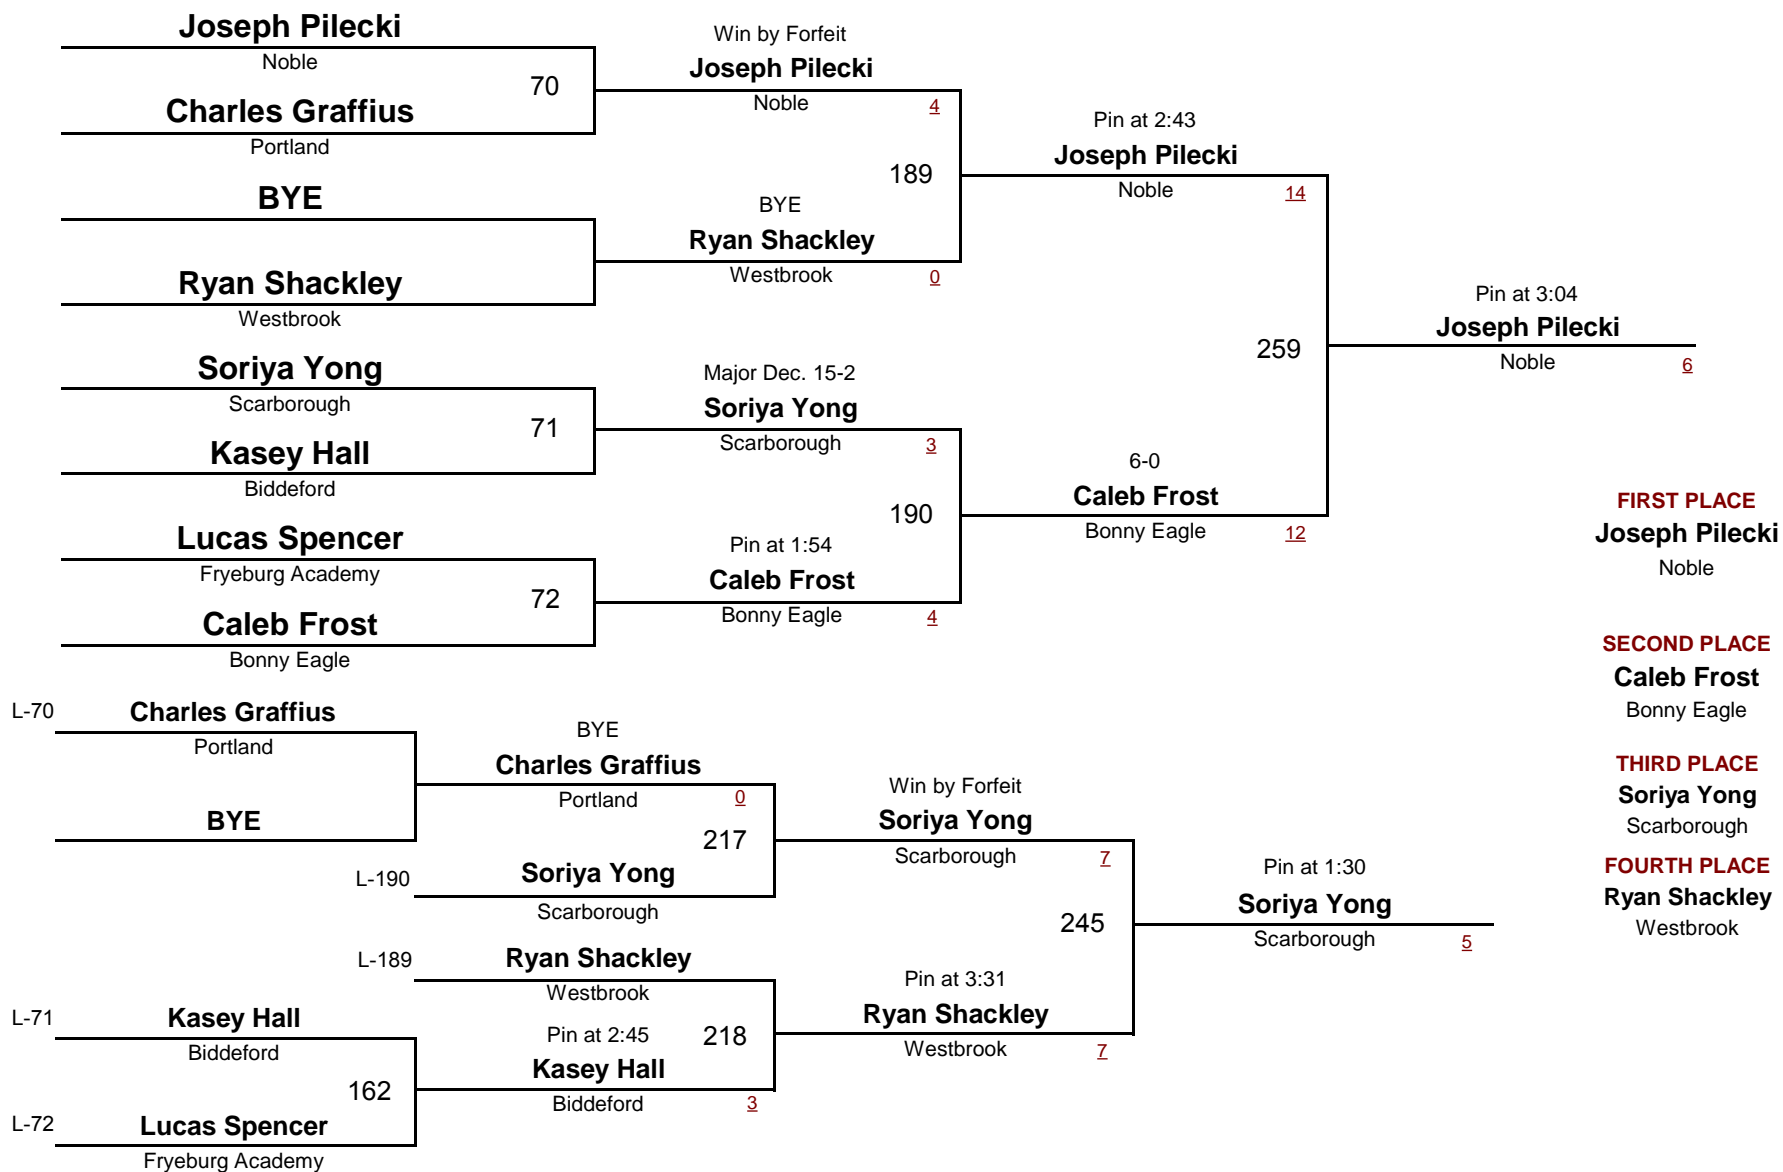 Joseph Pilecki
Noble
70
Charles Graffius
Portland
BYE
Ryan Shackley
Westbrook
Soriya Yong
Scarborough
71
Kasey Hall
Biddeford
Lucas Spencer
Fryeburg Academy
72
Caleb Frost
Bonny Eagle
Win by Forfeit
Joseph Pilecki
Noble
4
189
BYE
Ryan Shackley
Westbrook
0
Major Dec. 15-2
Soriya Yong
Scarborough
3
190
Pin at 1:54
Caleb Frost
Bonny Eagle
4
Pin at 2:43
Joseph Pilecki
Noble
14
259
6-0
Caleb Frost
Bonny Eagle
12
Pin at 3:04
Joseph Pilecki
Noble
6
FIRST PLACE
Joseph Pilecki
Noble
SECOND PLACE
Caleb Frost
Bonny Eagle
THIRD PLACE
Soriya Yong
Scarborough
FOURTH PLACE
Ryan Shackley
Westbrook
L-70
Charles Graffius
Portland
BYE
BYE
Charles Graffius
Portland
0
217
L-190
Soriya Yong
Scarborough
L-189
Ryan Shackley
Westbrook
L-71
Kasey Hall
Biddeford
162
L-72
Lucas Spencer
Fryeburg Academy
Pin at 2:45
218
Kasey Hall
Biddeford
3
Win by Forfeit
Soriya Yong
Scarborough
7
245
Pin at 3:31
Ryan Shackley
Westbrook
7
Pin at 1:30
Soriya Yong
Scarborough
5